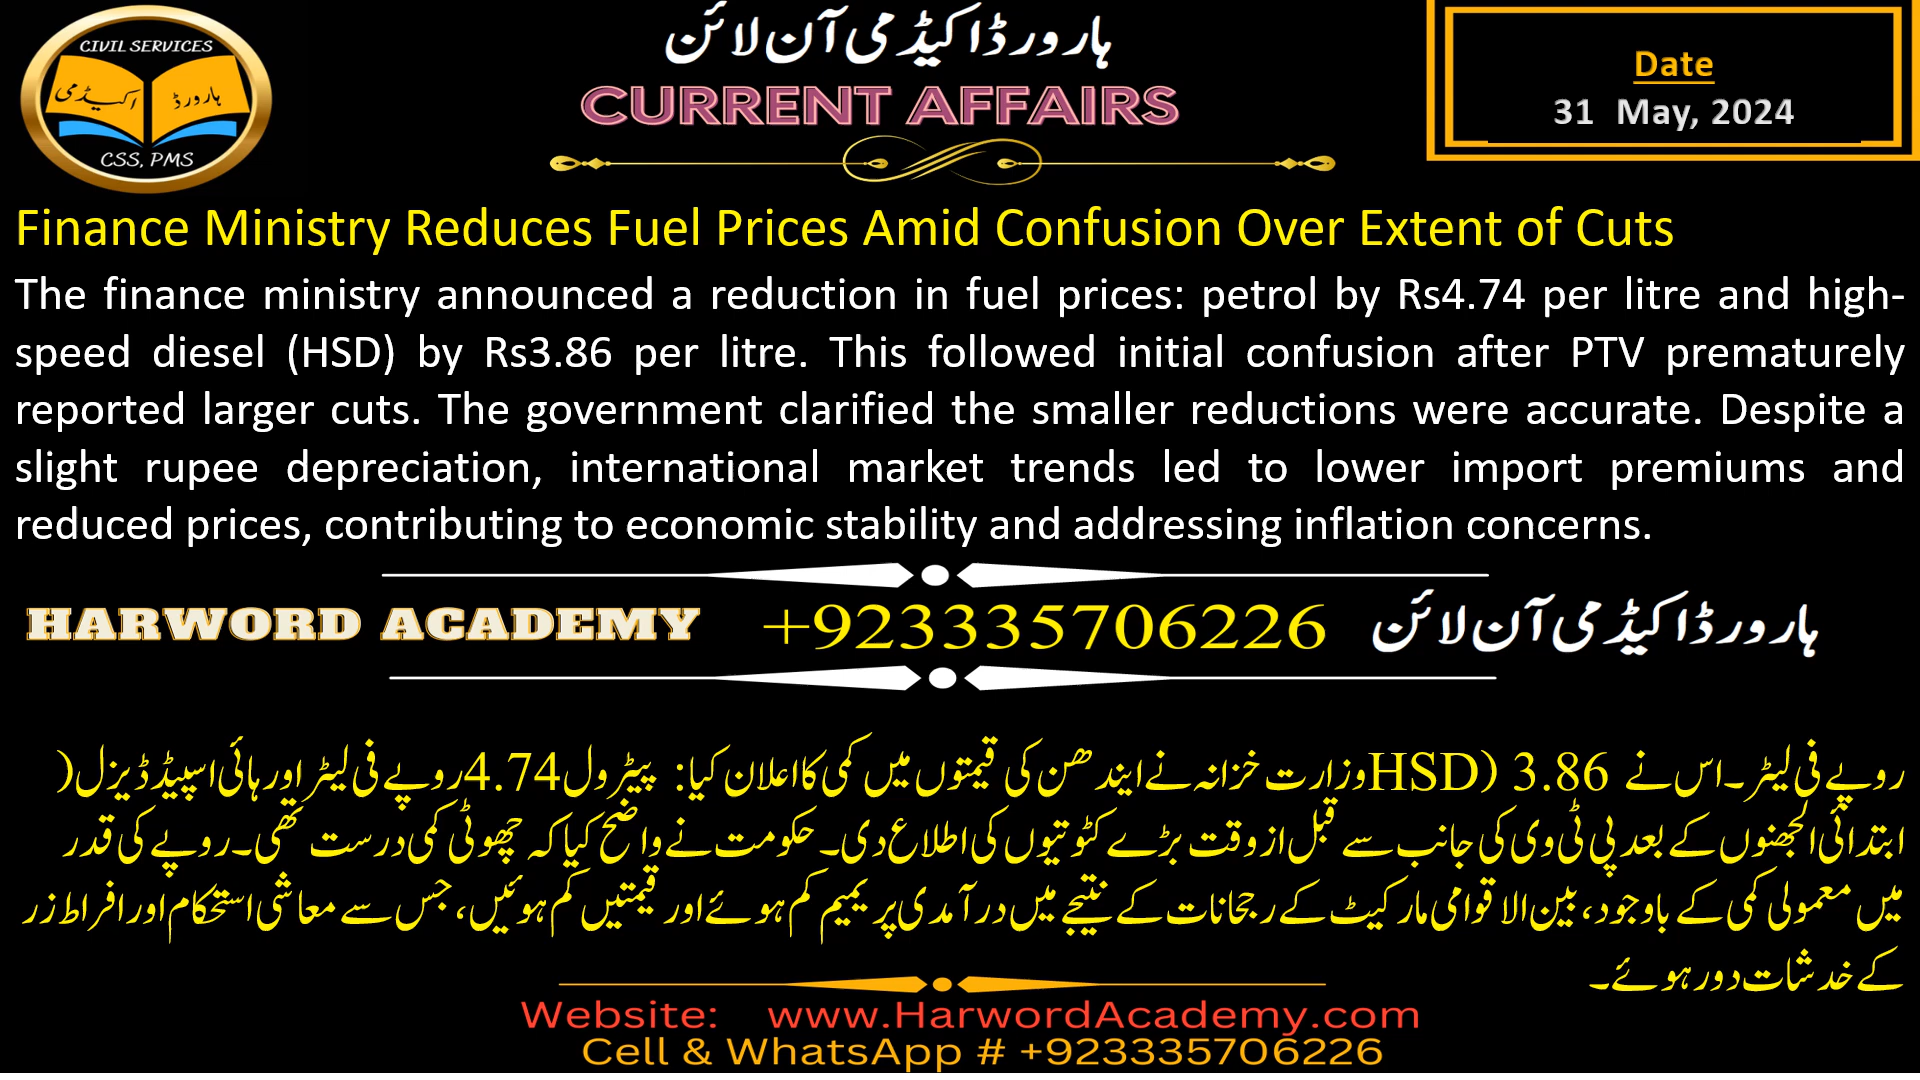 CIVIL SERVICES
ہارورڈ اکیڈمی
CSS, PMS
ہارورڈاکیڈمی آن لائن
CURRENT AFFAIRS
Date
31 May, 2024
Finance Ministry Reduces Fuel Prices Amid Confusion Over Extent of Cuts
The finance ministry announced a reduction in fuel prices: petrol by Rs4.74 per litre and high-
speed diesel (HSD) by Rs3.86 per litre. This followed initial confusion after PTV prematurely
reported larger cuts. The government clarified the smaller reductions were accurate. Despite a
slight rupee depreciation, international market trends led to lower import premiums and
reduced prices, contributing to economic stability and addressing inflation concerns.
HARWORD ACADEMY +923335706226 ہارورڈاکیڈمی آن لائن
روپے فی لیٹر۔اس نے 3.86 (HSDوزارت خزانہ نے ایندھن کی قیمتوں میں کمی کا اعلان کیا: پیٹرول 4.74روپے فی لیٹر اور ہائی اسپیڈ ڈیزل(
ابتدائی الجھنوں کے بعد پی ٹی وی کی جانب سے قبل از وقت بڑے کٹوتیوں کی اطلاع دی۔ حکومت نے واضح کیا کہ چھوٹی کمی درست تھی۔ روپے کی قدر
میں معمولی کمی کے باوجود، بین الاقوامی مارکیٹ کے رجحانات کے نتیجے میں درآمدی پریمیم کم ہوئے اور قیمتیں کم ہوئیں، جس سے معاشی استحکام اور افراط زر
کے خدشات دور ہوئے۔
Website: www.HarwordAcademy.com
Cell & WhatsApp # +923335706226